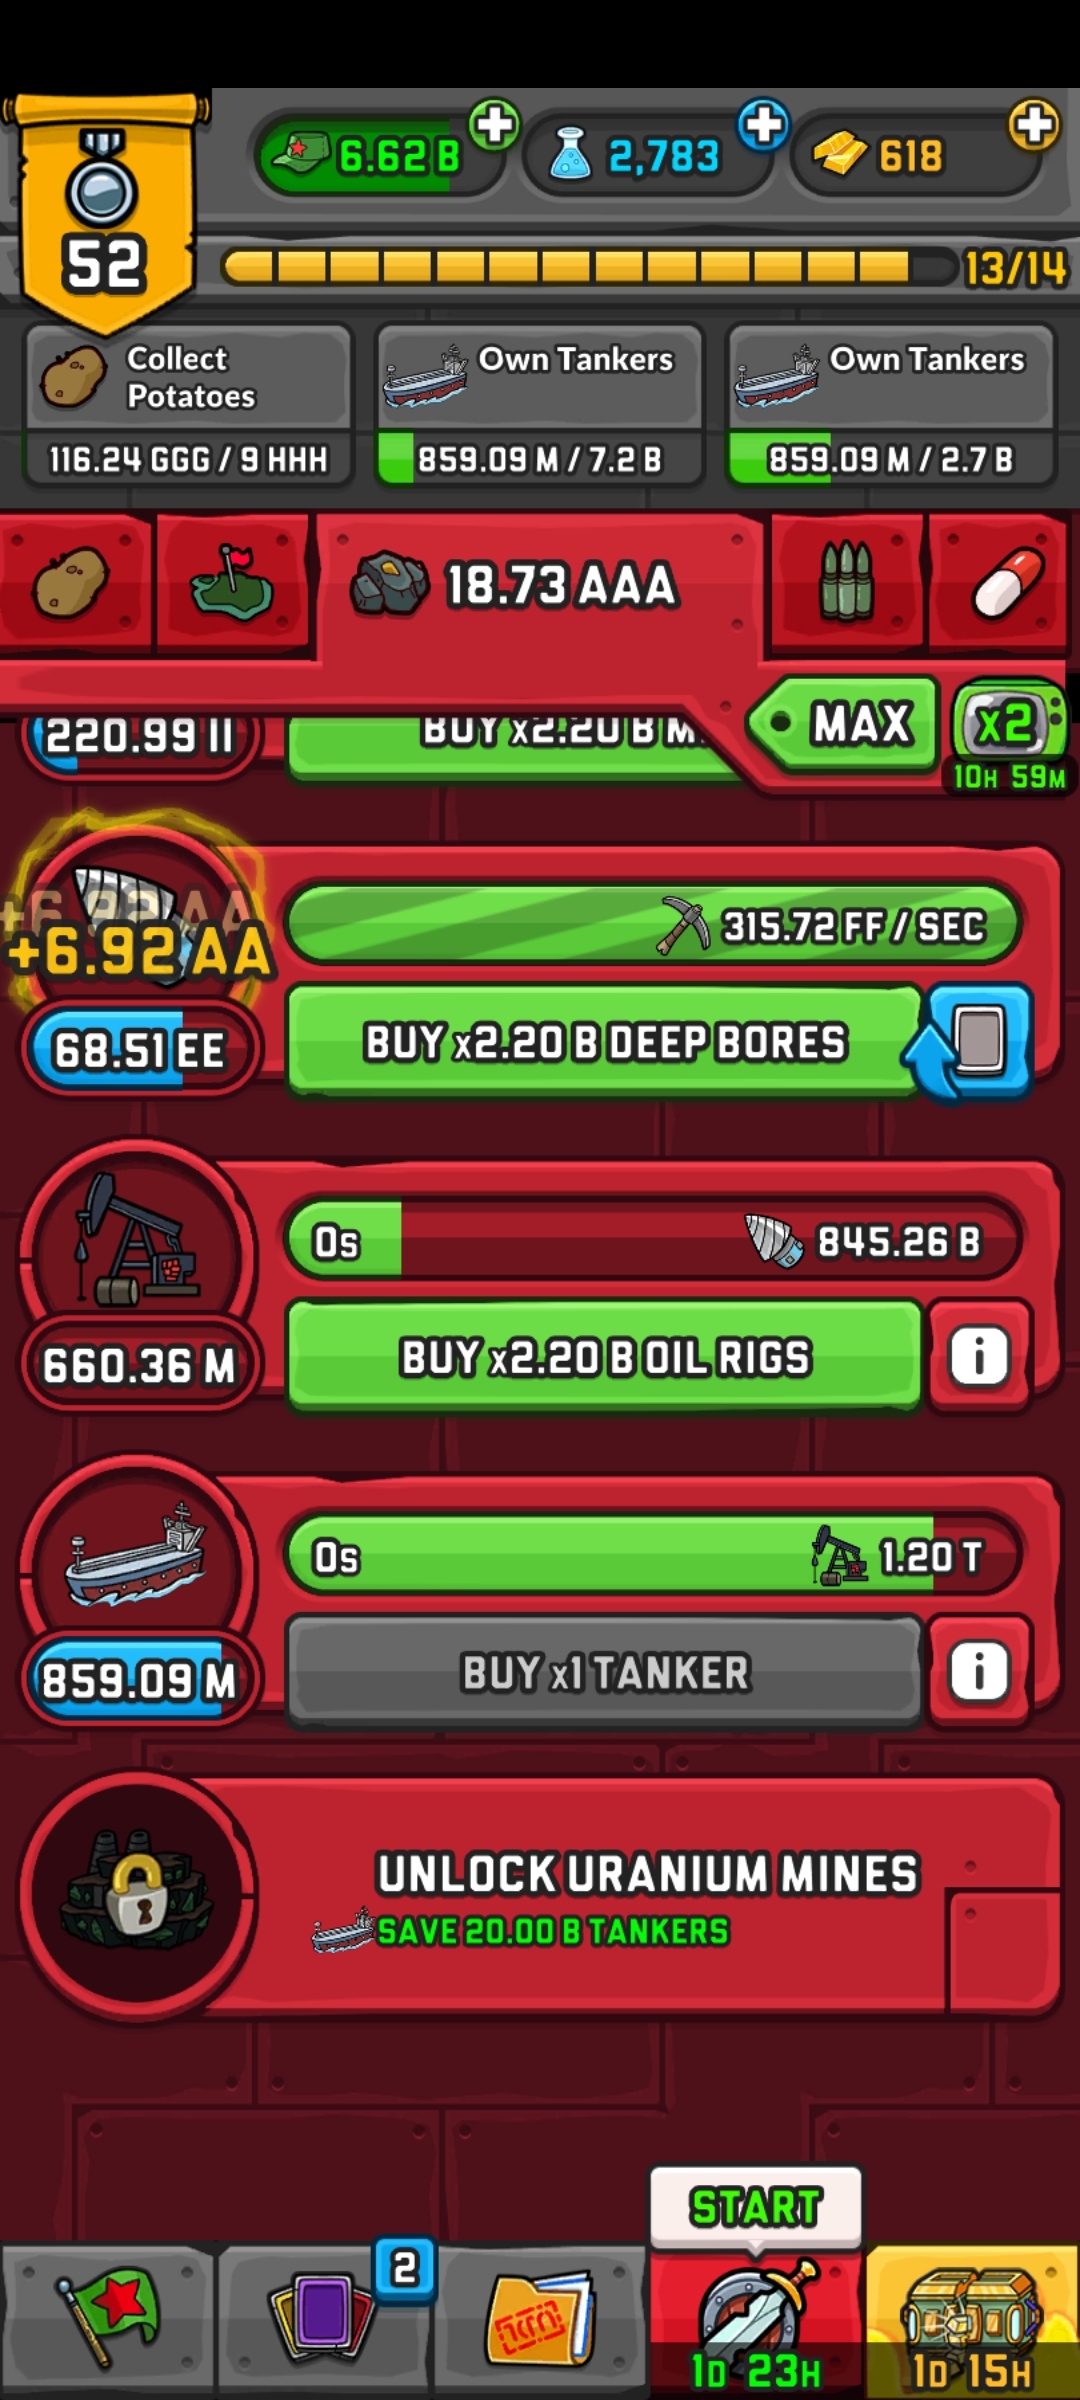 6.62 B
2,783
618
52
13/14
Collect
Potatoes
116.24 GGG / 9 HHH
Own Tankers
859.09 M / 7.2 B
Own Tankers
859.09 M / 2.7 B
18.73 AAA
MAX
x2
10H 59M
220.99 II
BUY x2.20 B M
+6.92 AA
+6.92 AA
315.72 FF / SEC
68.51 EE
BUY x2.20 B DEEP BORES
0s
845.26 B
660.36 M
BUY x2.20 B OIL RIGS
i
0s
1.20 T
859.09 M
BUY x1 TANKER
i
UNLOCK URANIUM MINES
SAVE 20.00 B TANKERS
START
2
1D 23H
1D 15H